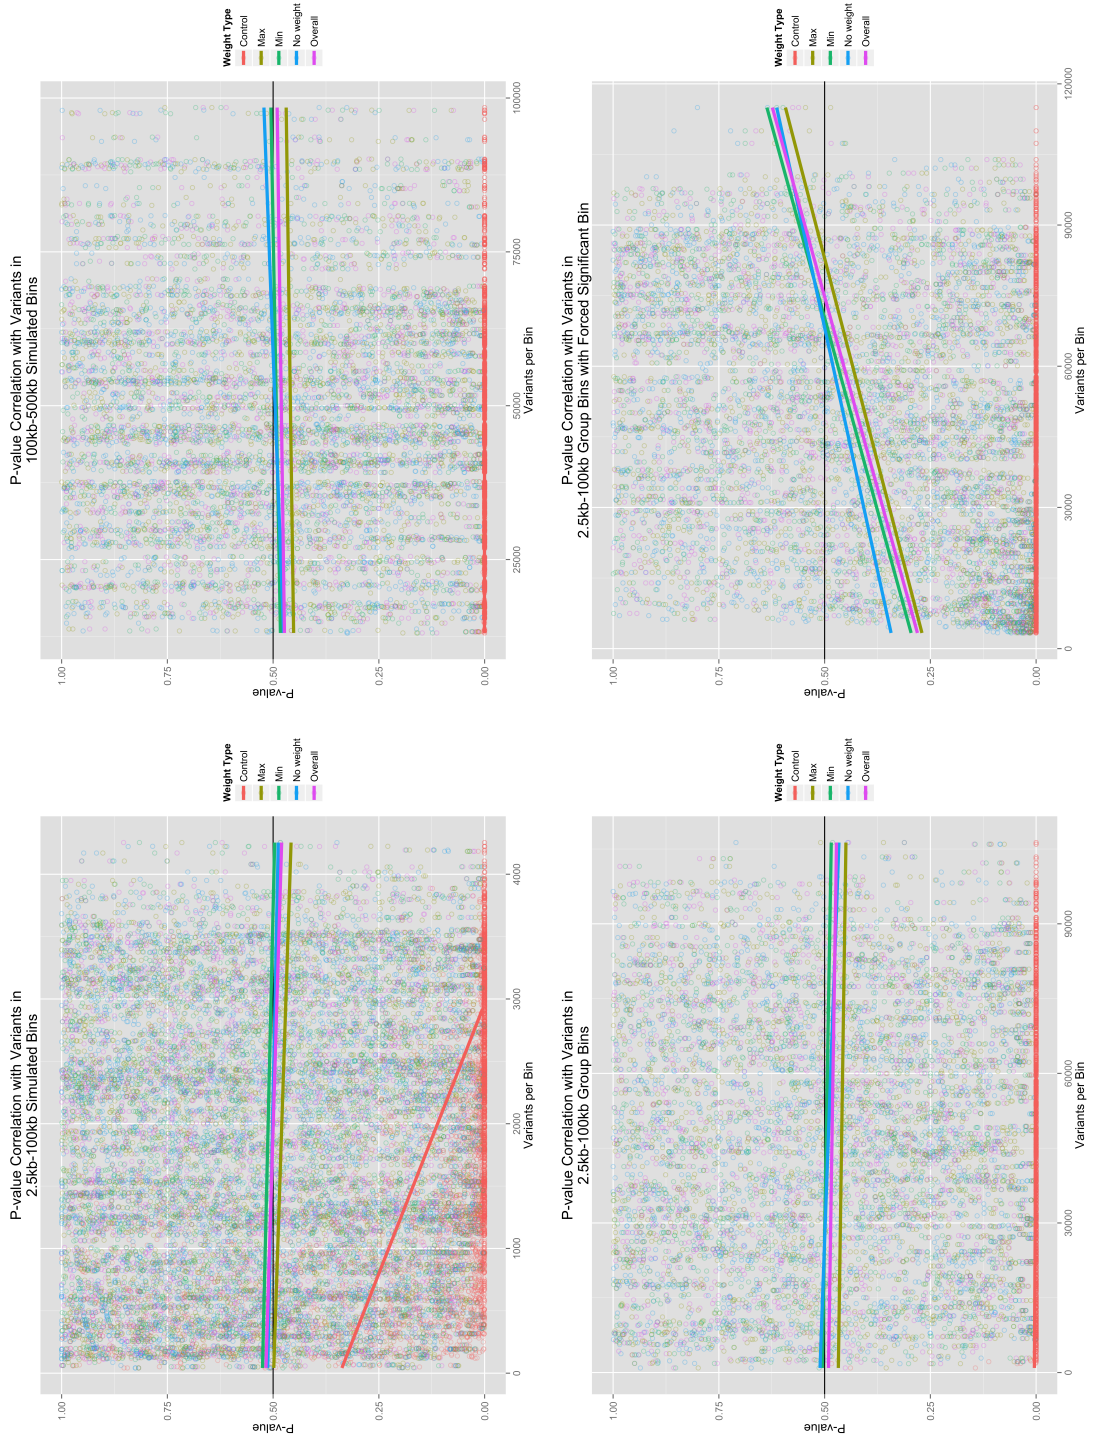 P-value Correlation with Variants in
2.5kb-100kb Simulated Bins
P-value
1.00
0.75
0.50
0.25
0.00
0
1000
2000
3000
4000
Variants per Bin
Weight Type
Control
Max
Min
No weight
Overall
P-value Correlation with Variants in
100kb-500kb Simulated Bins
P-value
1.00
0.75
0.50
0.25
0.00
25000
50000
75000
100000
Variants per Bin
Weight Type
Control
Max
Min
No weight
Overall
P-value Correlation with Variants in
2.5kb-100kb Group Bins
P-value
1.00
0.75
0.50
0.25
0.00
0
30000
60000
90000
Variants per Bin
Weight Type
Control
Max
Min
No weight
Overall
P-value Correlation with Variants in
2.5kb-100kb Group Bins with Forced Significant Bin
P-value
1.00
0.75
0.50
0.25
0.00
0
30000
60000
90000
120000
Variants per Bin
Weight Type
Control
Max
Min
No weight
Overall